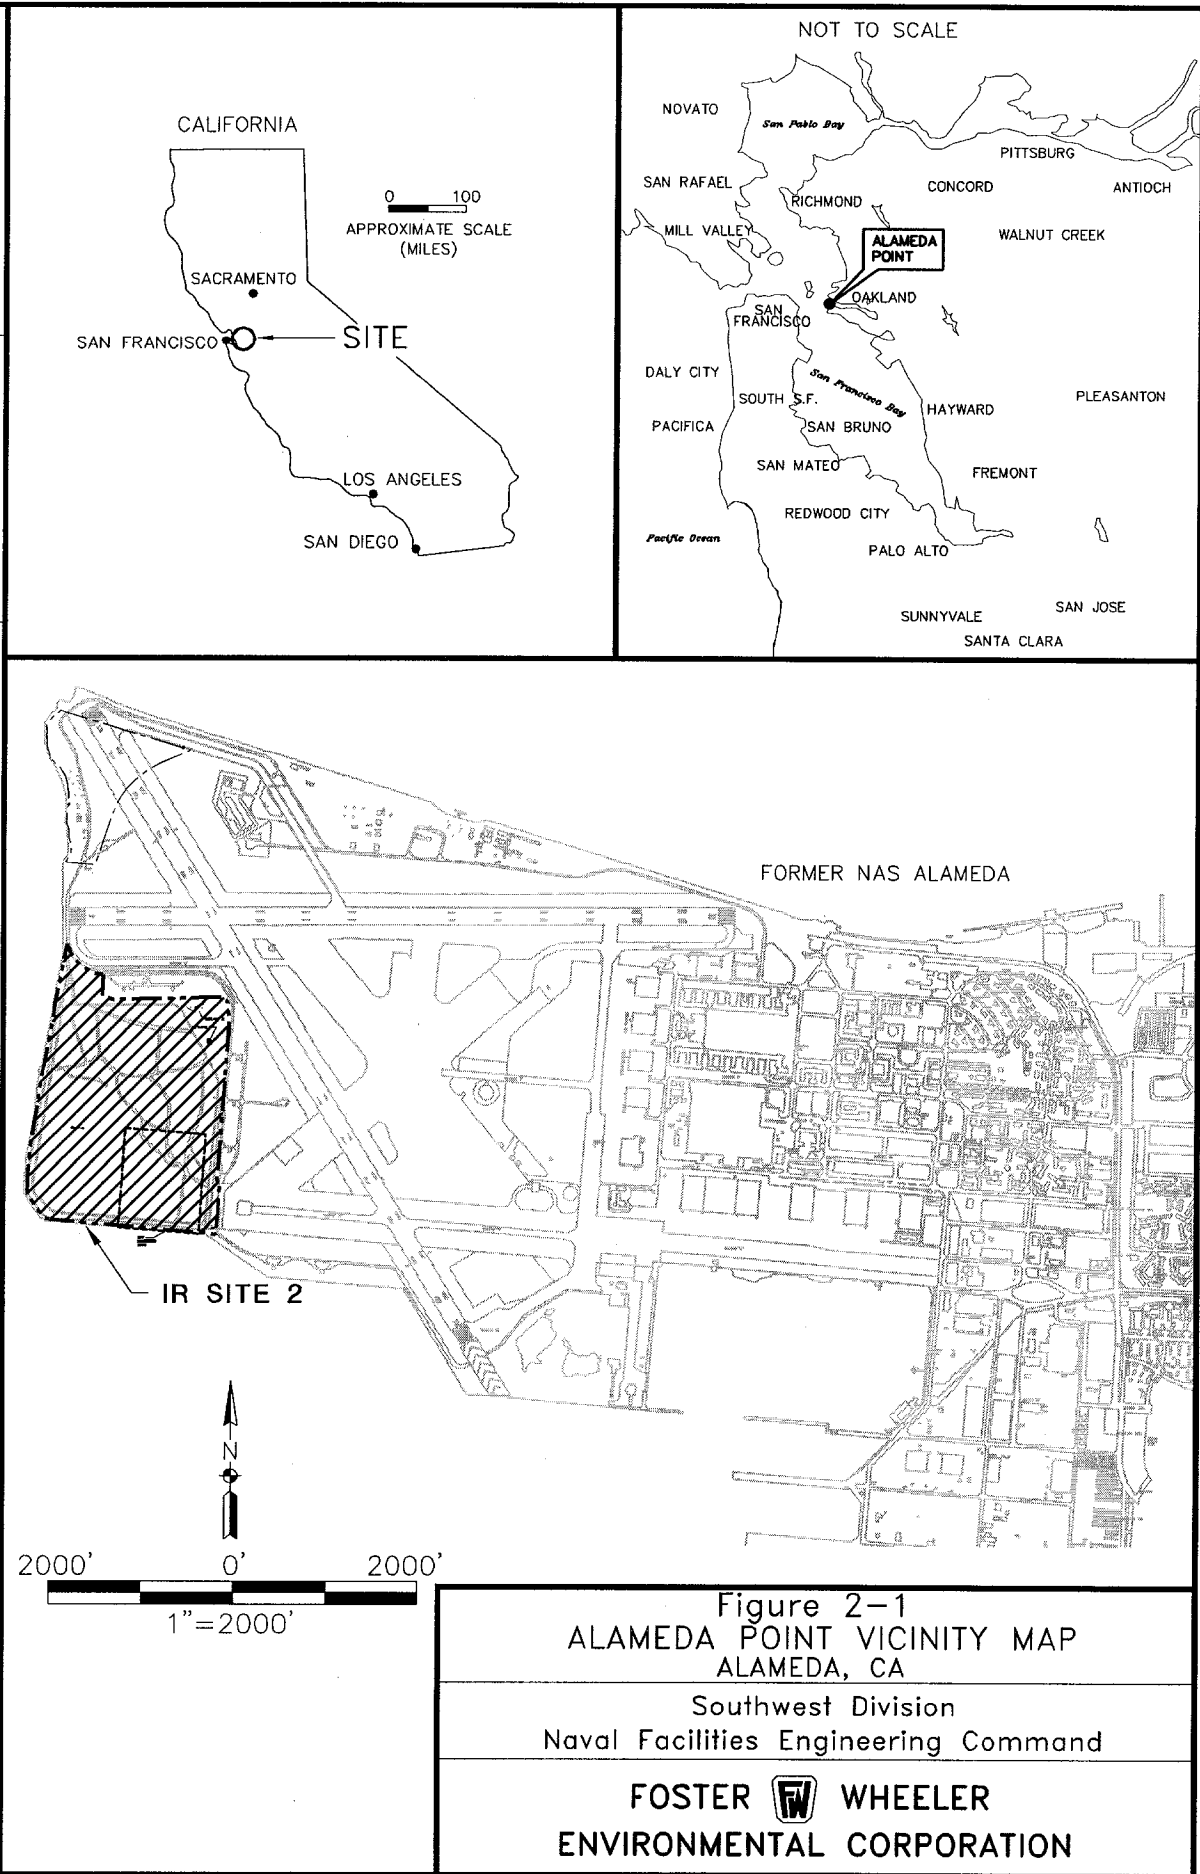 CALIFORNIA
0 100
APPROXIMATE SCALE
(MILES)
SACRAMENTO
SAN FRANCISCO
SITE
LOS ANGELES
SAN DIEGO
NOT TO SCALE
NOVATO
San Pablo Bay
PITTSBURG
SAN RAFAEL
CONCORD
ANTIOCH
RICHMOND
MILL VALLEY
WALNUT CREEK
ALAMEDA
POINT
OAKLAND
SAN
FRANCISCO
DALY CITY
San Francisco Bay
PLEASANTON
SOUTH S.F.
HAYWARD
PACIFICA
SAN BRUNO
SAN MATEO
FREMONT
REDWOOD CITY
Pacific Ocean
PALO ALTO
SAN JOSE
SUNNYVALE
SANTA CLARA
FORMER NAS ALAMEDA
IR SITE 2
N
2000' 0' 2000'
1"=2000'
Figure 2-1
ALAMEDA POINT VICINITY MAP
ALAMEDA, CA
Southwest Division
Naval Facilities Engineering Command
FOSTER FW WHEELER
ENVIRONMENTAL CORPORATION